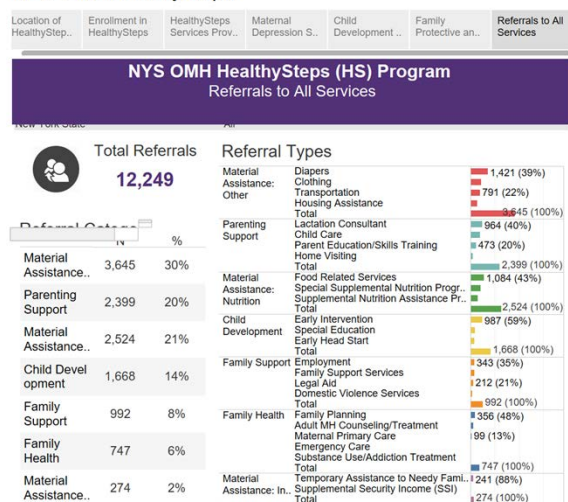 Location of HealthyStep..
Enrollment in HealthySteps
HealthySteps Services Prov..
Maternal Depression S..
Child Development ..
Family Protective an..
Referrals to All Services
NYS OMH HealthySteps (HS) Program
Referrals to All Services
New York State
All
Total Referrals
12,249
Referral Types
Material Assistance: Other
Diapers 1,421 (39%)
Clothing
Transportation 791 (22%)
Housing Assistance
Total 3,645 (100%)
Parenting Support
Lactation Consultant 964 (40%)
Child Care
Parent Education/Skills Training 473 (20%)
Home Visiting
Total 2,399 (100%)
Material Assistance: Nutrition
Food Related Services 1,084 (43%)
Special Supplemental Nutrition Progr..
Supplemental Nutrition Assistance Pr..
Total 2,524 (100%)
Child Development
Early Intervention 987 (59%)
Special Education
Early Head Start
Total 1,668 (100%)
Family Support
Employment 343 (35%)
Family Support Services
Legal Aid 212 (21%)
Domestic Violence Services
Total 992 (100%)
Family Health
Family Planning 356 (48%)
Adult MH Counseling/Treatment
Maternal Primary Care 99 (13%)
Emergency Care
Substance Use/Addiction Treatment
Total 747 (100%)
Material Assistance: In..
Temporary Assistance to Needy Fami.. 241 (88%)
Supplemental Security Income (SSI)
Total 274 (100%)
N %
Material Assistance.. 3,645 30%
Parenting Support 2,399 20%
Material Assistance.. 2,524 21%
Child Devel opment 1,668 14%
Family Support 992 8%
Family Health 747 6%
Material Assistance.. 274 2%